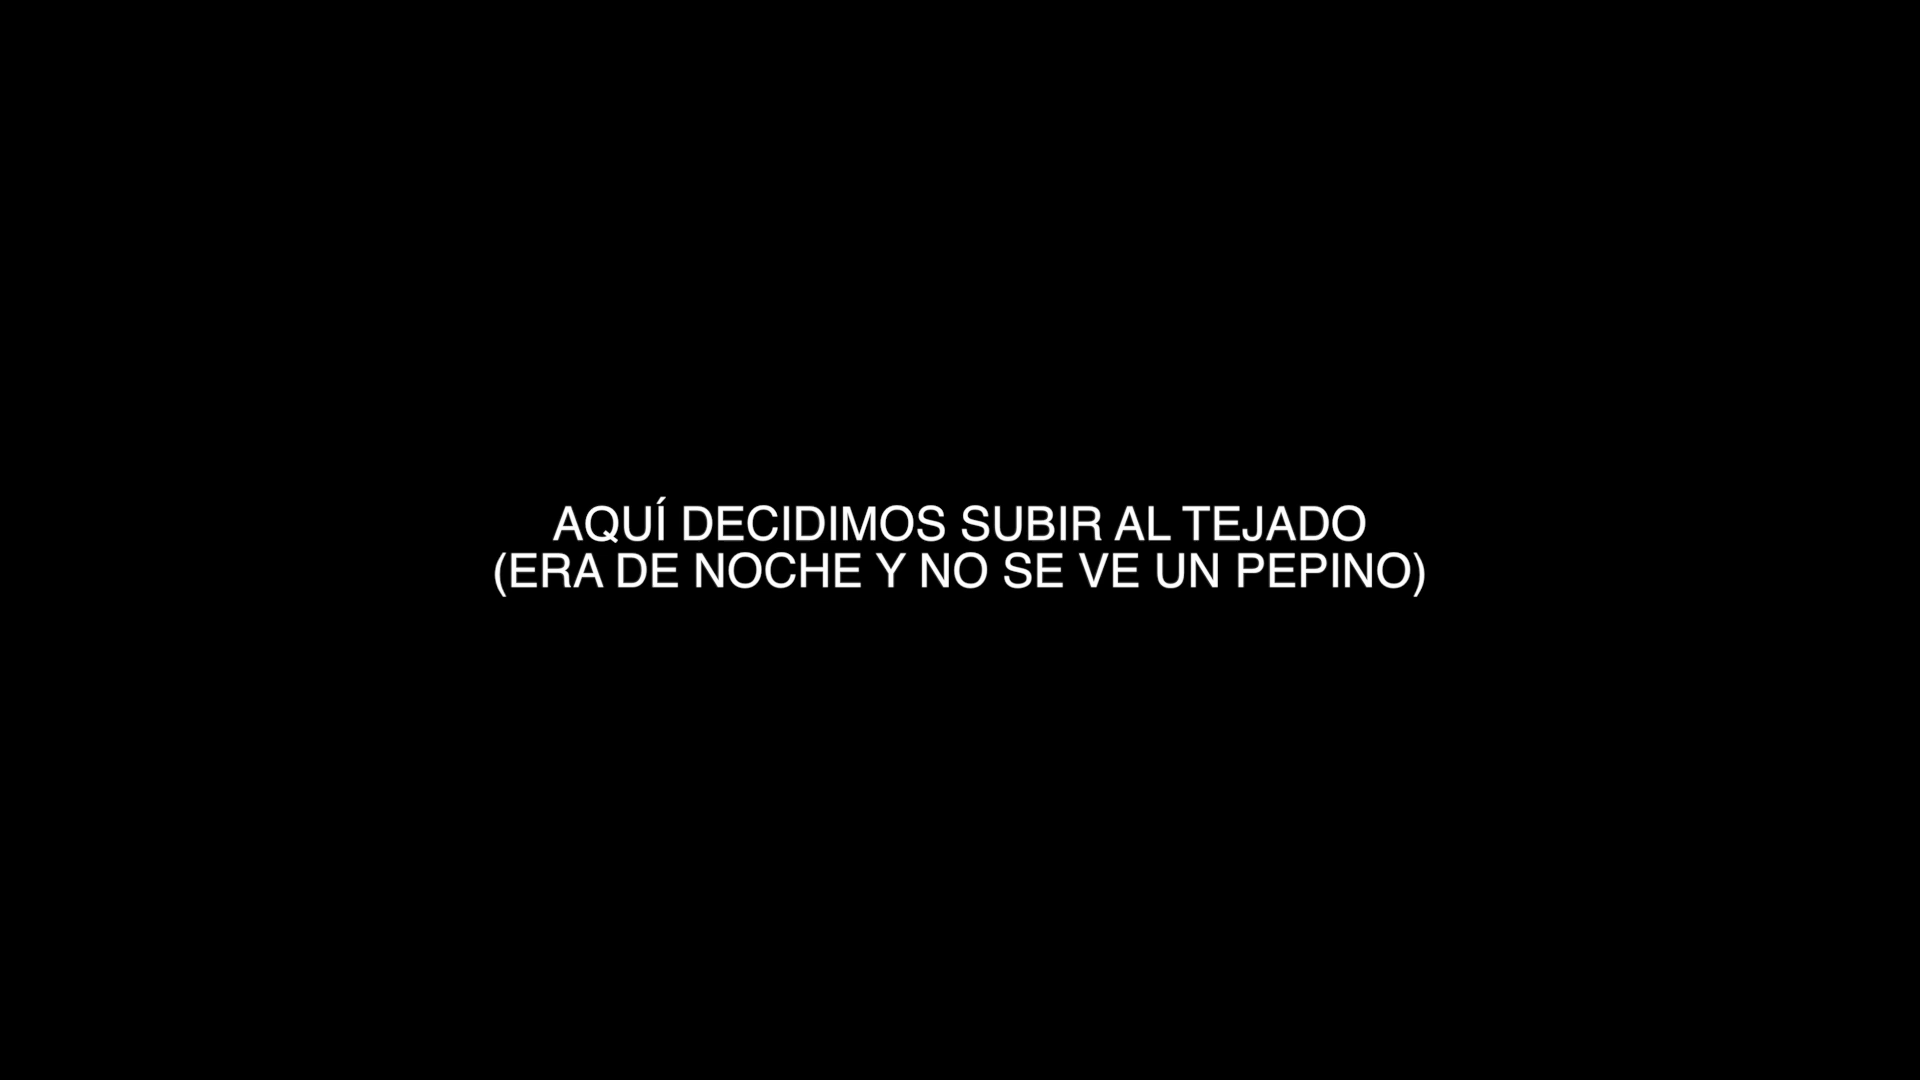 AQUÍ DECIDIMOS SUBIR AL TEJADO
(ERA DE NOCHE Y NO SE VE UN PEPINO)